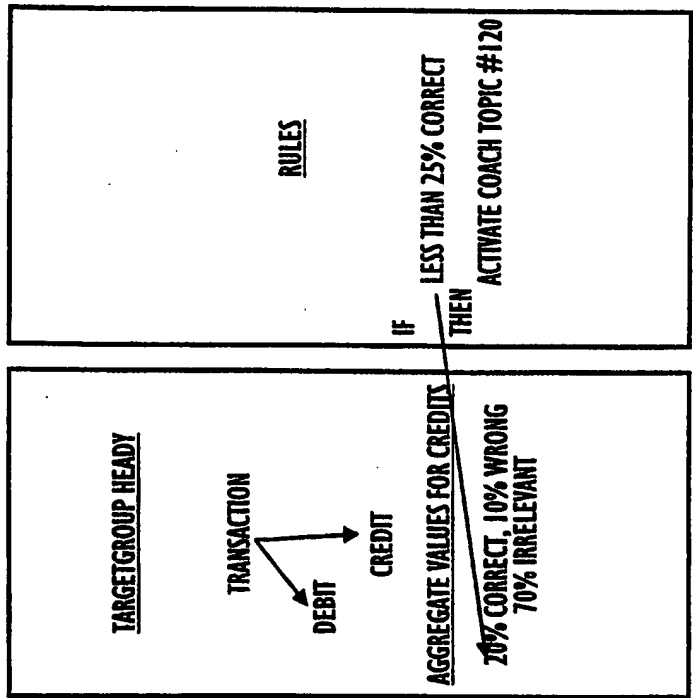 TARGETGROUP HEADY
TRANSACTION
DEBIT
CREDIT
AGGREGATE VALUES FOR CREDITS
20% CORRECT, 10% WRONG
70% IRRELEVANT
RULES
IF
LESS THAN 25% CORRECT
THEN
ACTIVATE COACH TOPIC #120